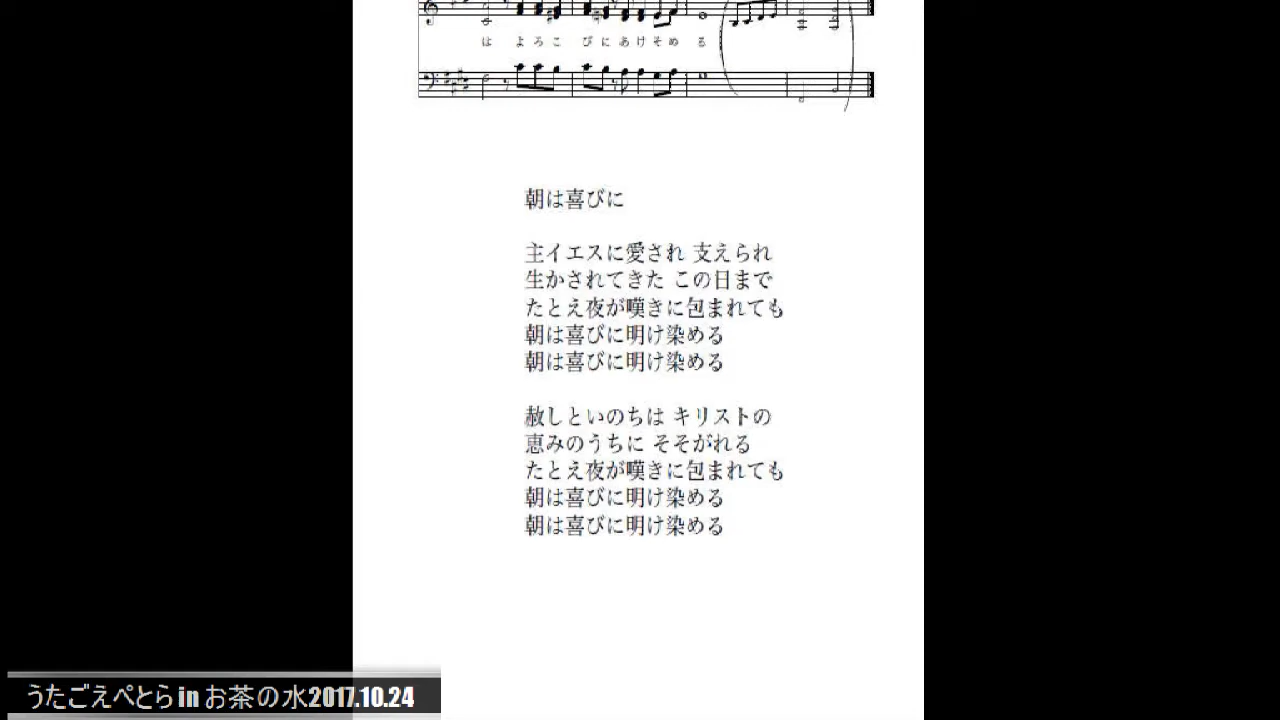 は よろこ びに あけ そめ る
朝は喜びに
主イエスに愛され 支えられ
生かされてきた この日まで
たとえ夜が嘆きに包まれても
朝は喜びに明け染める
朝は喜びに明け染める
赦しといのちは キリストの
恵みのうちに そそがれる
たとえ夜が嘆きに包まれても
朝は喜びに明け染める
朝は喜びに明け染める
うたごえぺとら in お茶の水2017.10.24